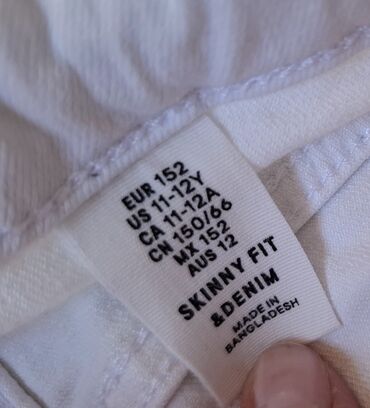 EUR 152
US 11-12Y
CA 11-12A
CN 150/66
MX 152
AUS 12
SKINNY FIT
&DENIM
MADE IN
BANGLADESH